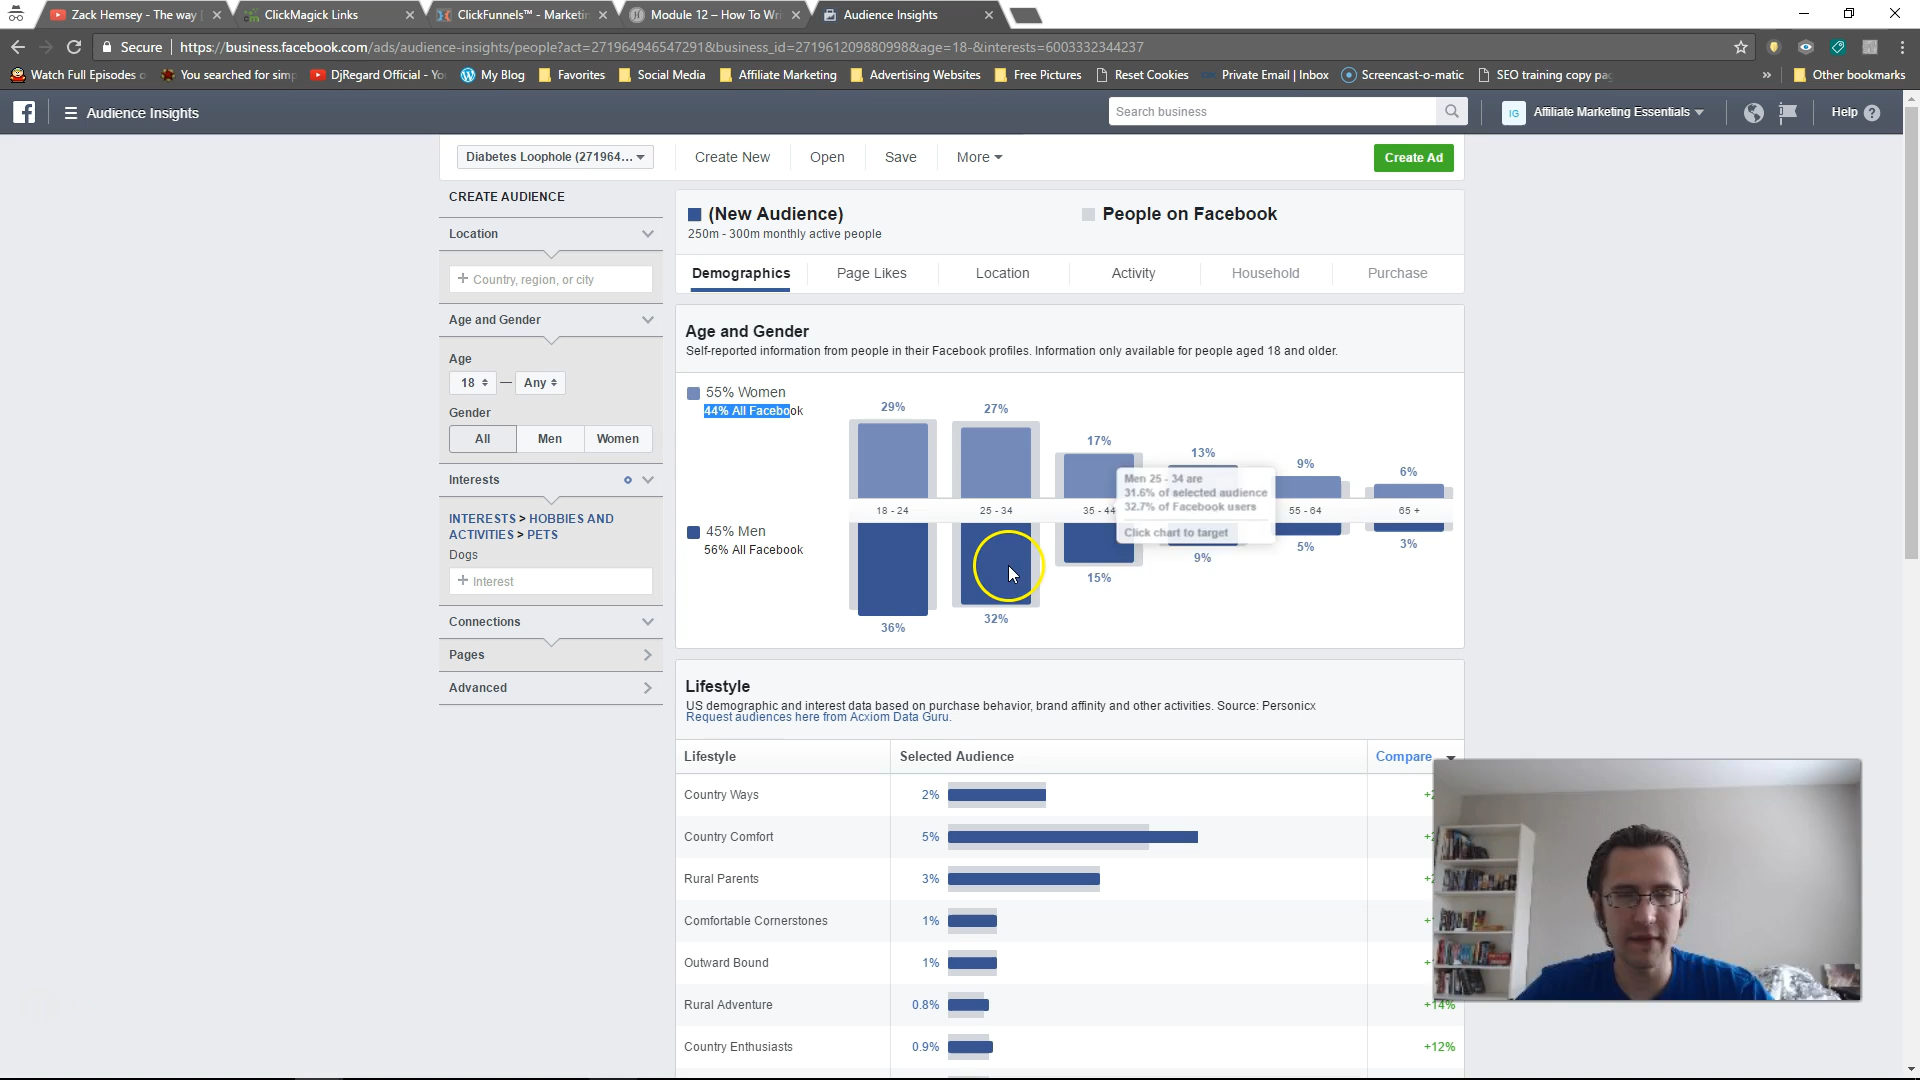 Zack Hemsey - The way
ClickMagick Links
ClickFunnels™ - Marketin
Module 12 – How To Wri
Audience Insights
Secure
https://business.facebook.com/ads/audience-insights/people?act=271964946547291&business_id=271961209880998&age=18-&interests=6003332344237
Watch Full Episodes o
You searched for simp
DjRegard Official - Yo
My Blog
Favorites
Social Media
Affiliate Marketing
Advertising Websites
Free Pictures
Reset Cookies
Private Email | Inbox
Screencast-o-matic
SEO training copy pag
»
Other bookmarks
Audience Insights
Search business
IG
Affiliate Marketing Essentials
Help
Diabetes Loophole (271964...
Create New
Open
Save
More
Create Ad
CREATE AUDIENCE
Location
+ Country, region, or city
Age and Gender
Age
18 — Any
Gender
All
Men
Women
Interests
INTERESTS > HOBBIES AND
ACTIVITIES > PETS
Dogs
+ Interest
Connections
Pages
Advanced
(New Audience)
250m - 300m monthly active people
People on Facebook
Demographics
Page Likes
Location
Activity
Household
Purchase
Age and Gender
Self-reported information from people in their Facebook profiles. Information only available for people aged 18 and older.
55% Women
44% All Facebook
29%
27%
17%
13%
9%
6%
18 - 24
25 - 34
35 - 44
55 - 64
65 +
Men 25 - 34 are
31.6% of selected audience
32.7% of Facebook users
Click chart to target
45% Men
56% All Facebook
36%
32%
15%
9%
5%
3%
Lifestyle
US demographic and interest data based on purchase behavior, brand affinity and other activities. Source: Personicx
Request audiences here from Acxiom Data Guru.
Lifestyle
Selected Audience
Compare
Country Ways
2%
Country Comfort
5%
Rural Parents
3%
Comfortable Cornerstones
1%
Outward Bound
1%
Rural Adventure
0.8%
+14%
Country Enthusiasts
0.9%
+12%